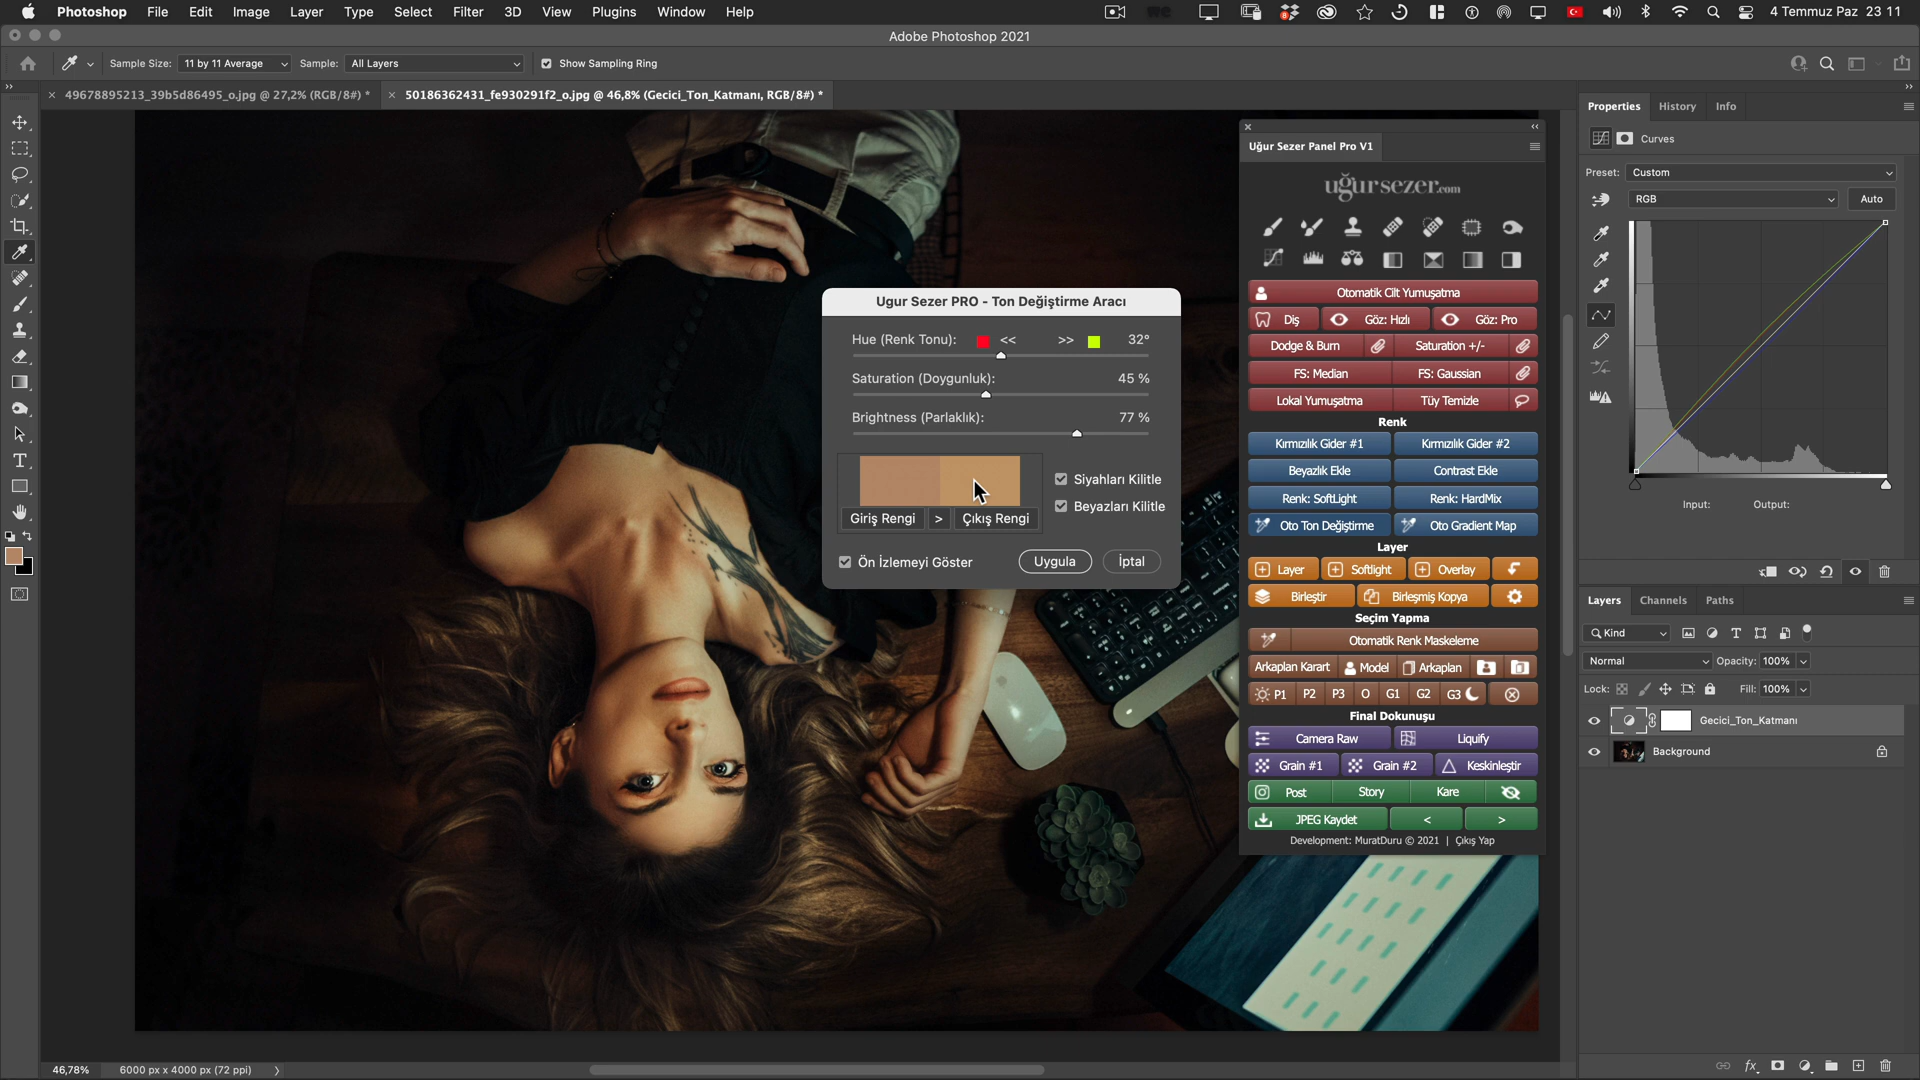 Photoshop File Edit Image Layer Type Select Filter 3D View Plugins Window Help 8 4 Temmuz Paz 23 11
Adobe Photoshop 2021
Sample Size: 11 by 11 Average Sample: All Layers Show Sampling Ring
49678895213_39b5d86495_o.jpg @ 27,2% (RGB/8#) *
50186362431_fe930291f2_o.jpg @ 46,8% (Gecici_Ton_Katmanı, RGB/8#) *
Ugur Sezer PRO - Ton Değiştirme Aracı
Hue (Renk Tonu): << >> 32°
Saturation (Doygunluk): 45 %
Brightness (Parlaklık): 77 %
Siyahları Kilitle
Beyazları Kilitle
Giriş Rengi > Çıkış Rengi
Ön İzlemeyi Göster Uygula İptal
Uğur Sezer Panel Pro V1
uğursezer.com
Otomatik Cilt Yumuşatma
Diş Göz: Hızlı Göz: Pro
Dodge & Burn Saturation +/-
FS: Median FS: Gaussian
Lokal Yumuşatma Tüy Temizle
Renk
Kırmızılık Gider #1 Kırmızılık Gider #2
Beyazlık Ekle Contrast Ekle
Renk: SoftLight Renk: HardMix
Oto Ton Değiştirme Oto Gradient Map
Layer
Layer Softlight Overlay
Birleştir Birleşmiş Kopya
Seçim Yapma
Otomatik Renk Maskeleme
Arkaplan Karart Model Arkaplan
P1 P2 P3 O G1 G2 G3
Final Dokunuşu
Camera Raw Liquify
Grain #1 Grain #2 Keskinleştir
Post Story Kare
JPEG Kaydet < >
Development: MuratDuru © 2021 | Çıkış Yap
Properties History Info
Curves
Preset: Custom
RGB Auto
Input: Output:
Layers Channels Paths
Kind
Normal Opacity: 100%
Lock: Fill: 100%
Gecici_Ton_Katmanı
Background
46,78% 6000 px x 4000 px (72 ppi)